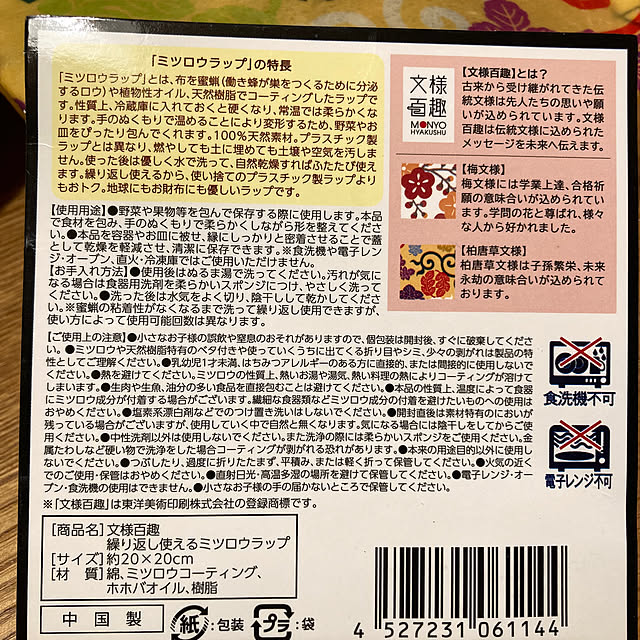 「ミツロウラップ」の特長
「ミツロウラップ」とは、布を蜜蝋(働き蜂が巣をつくるために分泌
するロウ)や植物性オイル、天然樹脂でコーティングしたラップで
す。性質上、冷蔵庫に入れておくと硬くなり、常温では柔らかくな
ります。手のぬくもりで温めることにより変形するため、野菜やお
皿をぴったり包んでくれます。100%天然素材。プラスチック製
ラップとは異なり、燃やしても土に埋めても土壌や空気を汚しま
せん。使った後は優しく水で洗って、自然乾燥すればふたたび使え
ます。繰り返し使えるから、使い捨てのプラスチック製ラップより
もおトク。地球にもお財布にも優しいラップです。
文様
百趣
MONYO
HYAKUSHU
【文様百趣】とは?
古来から受け継がれてきた伝
統文様は先人たちの思いや願
いが込められています。文様
百趣は伝統文様に込められた
メッセージを未来へ伝えます。
【梅文様】
梅文様には学業上達、合格祈
願の意味合いが込められてい
ます。学問の花と尊ばれ、様々
な人から好かれました。
【柏唐草文様】
柏唐草文様は子孫繁栄、未来
永劫の意味合いが込められて
おります。
【使用用途】●野菜や果物等を包んで保存する際に使用します。本品
で食材を包み、手のぬくもりで柔らかくしながら形を整えてくださ
い。●本品を容器やお皿に被せ、縁にしっかりと密着させることで蓋
として乾燥を軽減させ、清潔に保存できます。※食洗機や電子レン
ジ・オーブン、直火・冷凍庫ではご使用いただけません。
【お手入れ方法】●使用後はぬるま湯で洗ってください。汚れが気に
なる場合は食器用洗剤を柔らかいスポンジにつけ、やさしく洗って
ください。●洗った後は水気をよく切り、陰干しして乾かしてくださ
い。※蜜蝋の粘着性がなくなるまで洗って繰り返し使用できますが、
使い方によって使用可能回数は異なります。
【ご使用上の注意】●小さなお子様の誤飲や窒息のおそれがありますので、個包装は開封後、すぐに破棄してくださ
い。●ミツロウや天然樹脂特有のベタ付きや使っていくうちに出てくる折り目やシミ、少々の剥がれは製品の特
性としてご理解ください。●乳幼児(1才未満、はちみつアレルギーのある方に直接的、または間接的に使用しない
でください。●熱を避けてください。ミツロウの性質上、熱いお湯や湯気、熱い料理の熱によりコーティングが溶けて
しまいます。●生肉や生魚、油分の多い食品を直接包むことは避けてください。●本品の性質上、温度によって食器
にミツロウ成分が付着する場合がございます。繊細な食器類などミツロウ成分の付着を避けたいものへの使用は
おやめください。●塩素系漂白剤などでのつけ置き洗いはしないでください。●開封直後は素材特有のにおいが
残っている場合がございますが、使用していく中で自然と無くなります。気になる場合には陰干しをしてからご使
用ください。●中性洗剤以外は使用しないでください。また洗浄の際には柔らかいスポンジをご使用ください。金
属たわしなど硬い物で洗浄をした場合コーティングが剥がれる恐れがあります。●本来の用途目的以外に使用し
ないでください。●つぶしたり、過度に折りたたまず、平積み、または軽く折って保管してください。●火気の近く
でのご使用・保管はおやめください。●直射日光・高温多湿の場所を避けて保管してください。●電子レンジ・オー
ブン・食洗機の使用はできません。●小さなお子様の手の届かないところで保管してください。
※「文様百趣」は東洋美術印刷株式会社の登録商標です。
食洗機不可
電子レンジ不可
[商品名]文様百趣
繰り返し使えるミツロウラップ
[サイズ]約20×20cm
[材 質]綿、ミツロウコーティング、
ホホバオイル、樹脂
中国製
紙:包装
プラ:袋
4 527231 061144